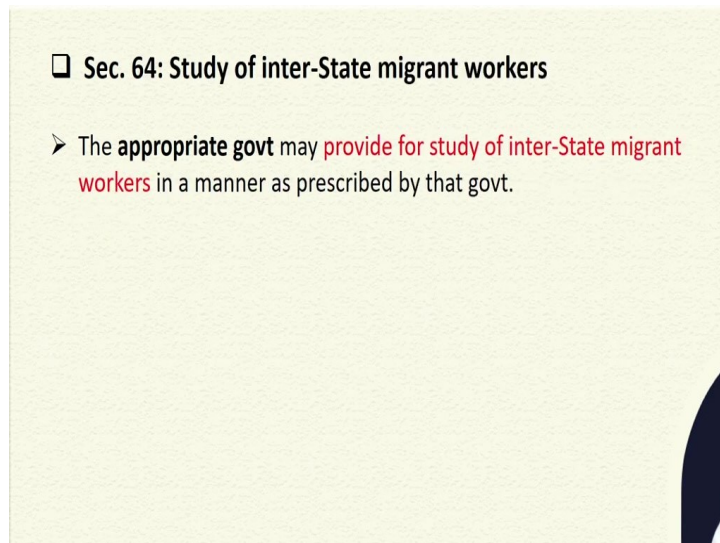 ❑ Sec. 64: Study of inter-State migrant workers
➢ The appropriate govt may provide for study of inter-State migrant
workers in a manner as prescribed by that govt.